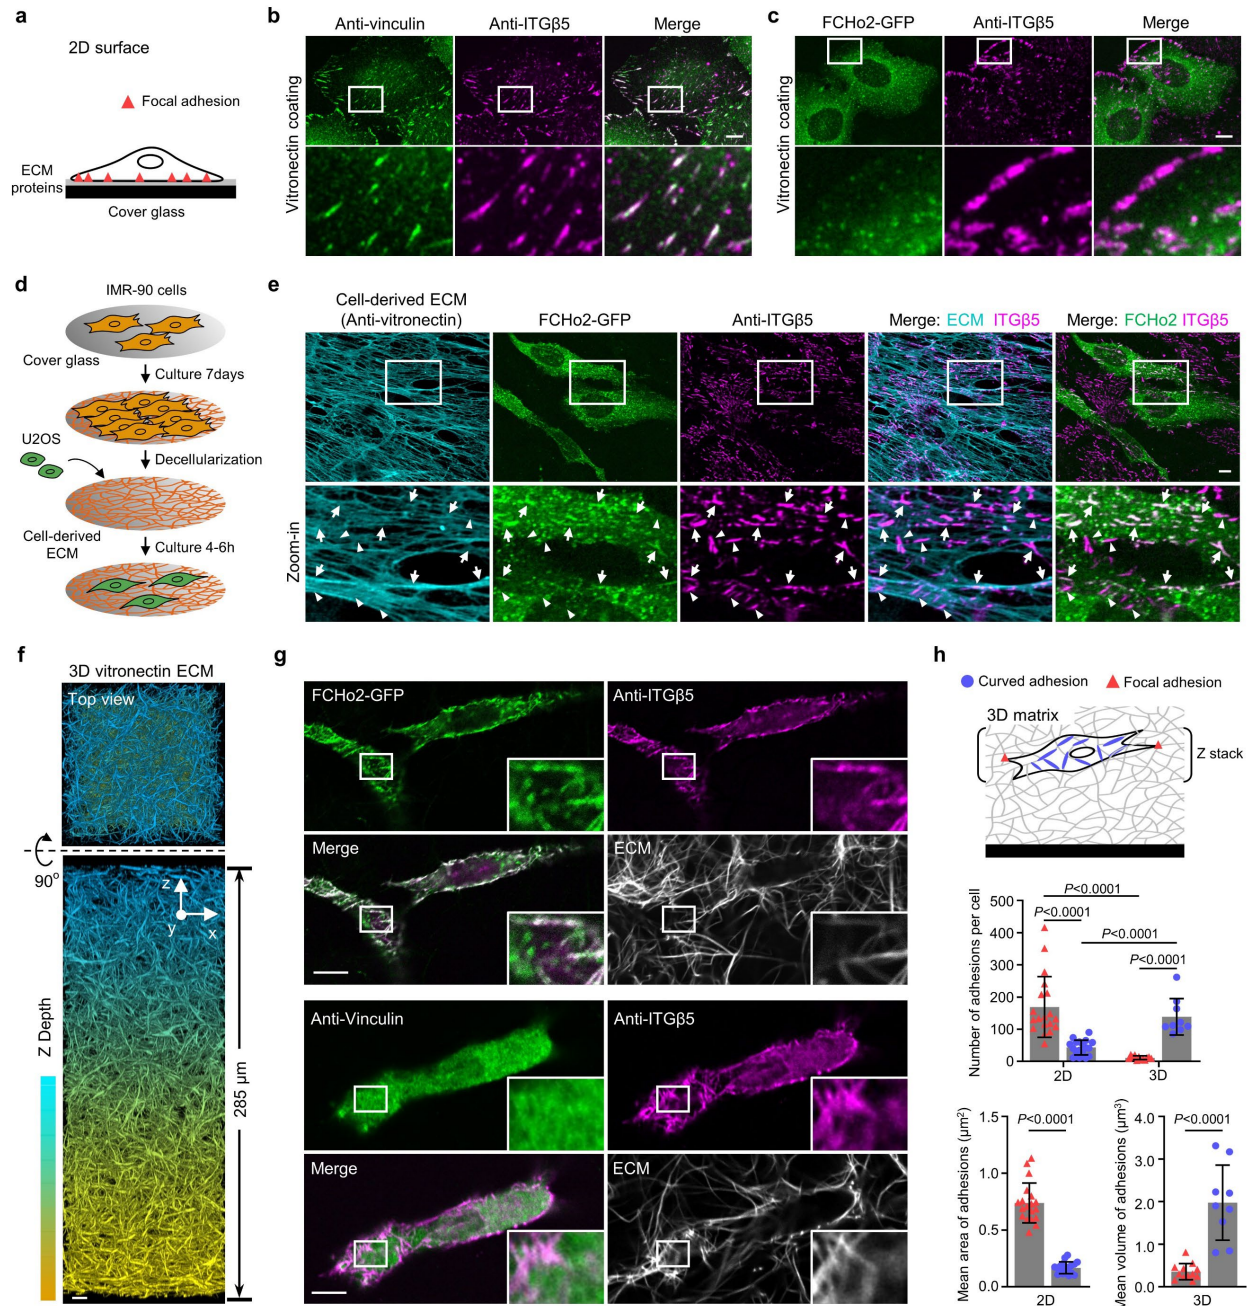 a
2D surface
Focal adhesion
ECM
proteins
Cover glass
b
Anti-vinculin
Anti-ITGβ5
Merge
Vitronectin coating
c
FCHo2-GFP
Anti-ITGβ5
Merge
Vitronectin coating
d
IMR-90 cells
Cover glass
Culture 7days
U2OS
Decellularization
Cell-derived
ECM
Culture 4-6h
e
Cell-derived ECM
(Anti-vitronectin)
FCHo2-GFP
Anti-ITGβ5
Merge: ECM ITGβ5
Merge: FCHo2 ITGβ5
Zoom-in
f
3D vitronectin ECM
Top view
90°
z
y
x
Z Depth
285 μm
g
FCHo2-GFP
Anti-ITGβ5
Merge
ECM
Anti-Vinculin
Anti-ITGβ5
Merge
ECM
h
Curved adhesion
Focal adhesion
3D matrix
Z stack
Number of adhesions per cell
500
400
300
200
100
0
P<0.0001
P<0.0001
P<0.0001
P<0.0001
2D
3D
Mean area of adhesions (μm²)
1.5
1.0
0.5
0.0
P<0.0001
2D
Mean volume of adhesions (μm³)
4.0
3.0
2.0
1.0
0.0
P<0.0001
3D